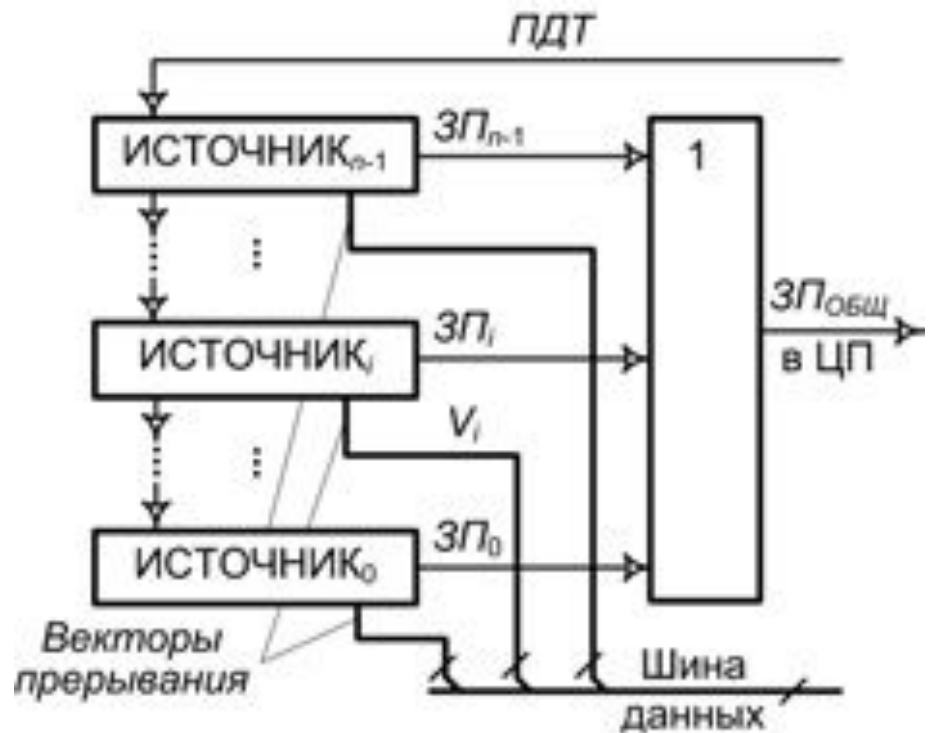 ПДТ
ИСТОЧНИКn-1
ЗПn-1
1
ИСТОЧНИКi
ЗПi
ЗПОБЩ
в ЦП
Vi
ИСТОЧНИК0
ЗП0
Векторы
прерывания
Шина
данных